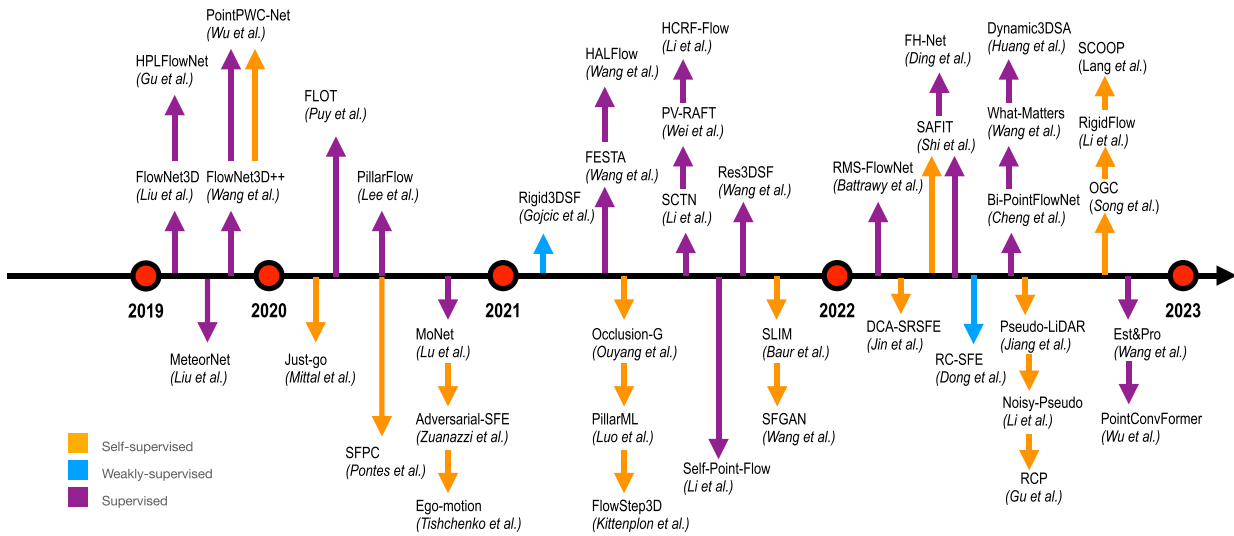 PointPWC-Net
(Wu et al.)
HPLFlowNet
(Gu et al.)
FlowNet3D
(Liu et al.)
FlowNet3D++
(Wang et al.)
FLOT
(Puy et al.)
PillarFlow
(Lee et al.)
Rigid3DSF
(Gojcic et al.)
HALFlow
(Wang et al.)
FESTA
(Wang et al.)
HCRF-Flow
(Li et al.)
PV-RAFT
(Wei et al.)
SCTN
(Li et al.)
Res3DSF
(Wang et al.)
RMS-FlowNet
(Battrawy et al.)
FH-Net
(Ding et al.)
SAFIT
(Shi et al.)
Dynamic3DSA
(Huang et al.)
What-Matters
(Wang et al.)
Bi-PointFlowNet
(Cheng et al.)
SCOOP
(Lang et al.)
RigidFlow
(Li et al.)
OGC
(Song et al.)
2019
2020
2021
2022
2023
MeteorNet
(Liu et al.)
Just-go
(Mittal et al.)
SFPC
(Pontes et al.)
MoNet
(Lu et al.)
Adversarial-SFE
(Zuanazzi et al.)
Ego-motion
(Tishchenko et al.)
Occlusion-G
(Ouyang et al.)
PillarML
(Luo et al.)
FlowStep3D
(Kittenplon et al.)
Self-Point-Flow
(Li et al.)
SLIM
(Baur et al.)
SFGAN
(Wang et al.)
DCA-SRSFE
(Jin et al.)
RC-SFE
(Dong et al.)
Pseudo-LiDAR
(Jiang et al.)
Noisy-Pseudo
(Li et al.)
RCP
(Gu et al.)
Est&Pro
(Wang et al.)
PointConvFormer
(Wu et al.)
Self-supervised
Weakly-supervised
Supervised